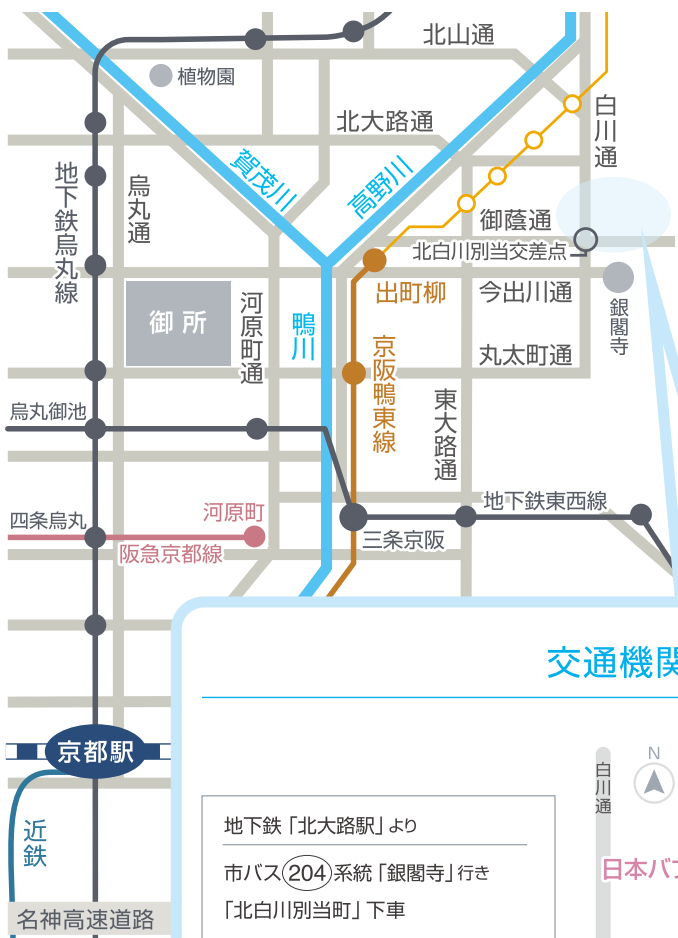 北山通
植物園
北大路通
白川通
地下鉄烏丸線
烏丸通
賀茂川
高野川
御蔭通
北白川別当交差点
出町柳
今出川通
御所
河原町通
鴨川
銀閣寺
京阪鴨東線
丸太町通
東大路通
烏丸御池
地下鉄東西線
河原町
四条烏丸
三条京阪
阪急京都線
京都駅
近鉄
名神高速道路
交通機関
N
白川通
地下鉄「北大路駅」より
市バス204系統「銀閣寺」行き
「北白川別当町」下車
日本バプ